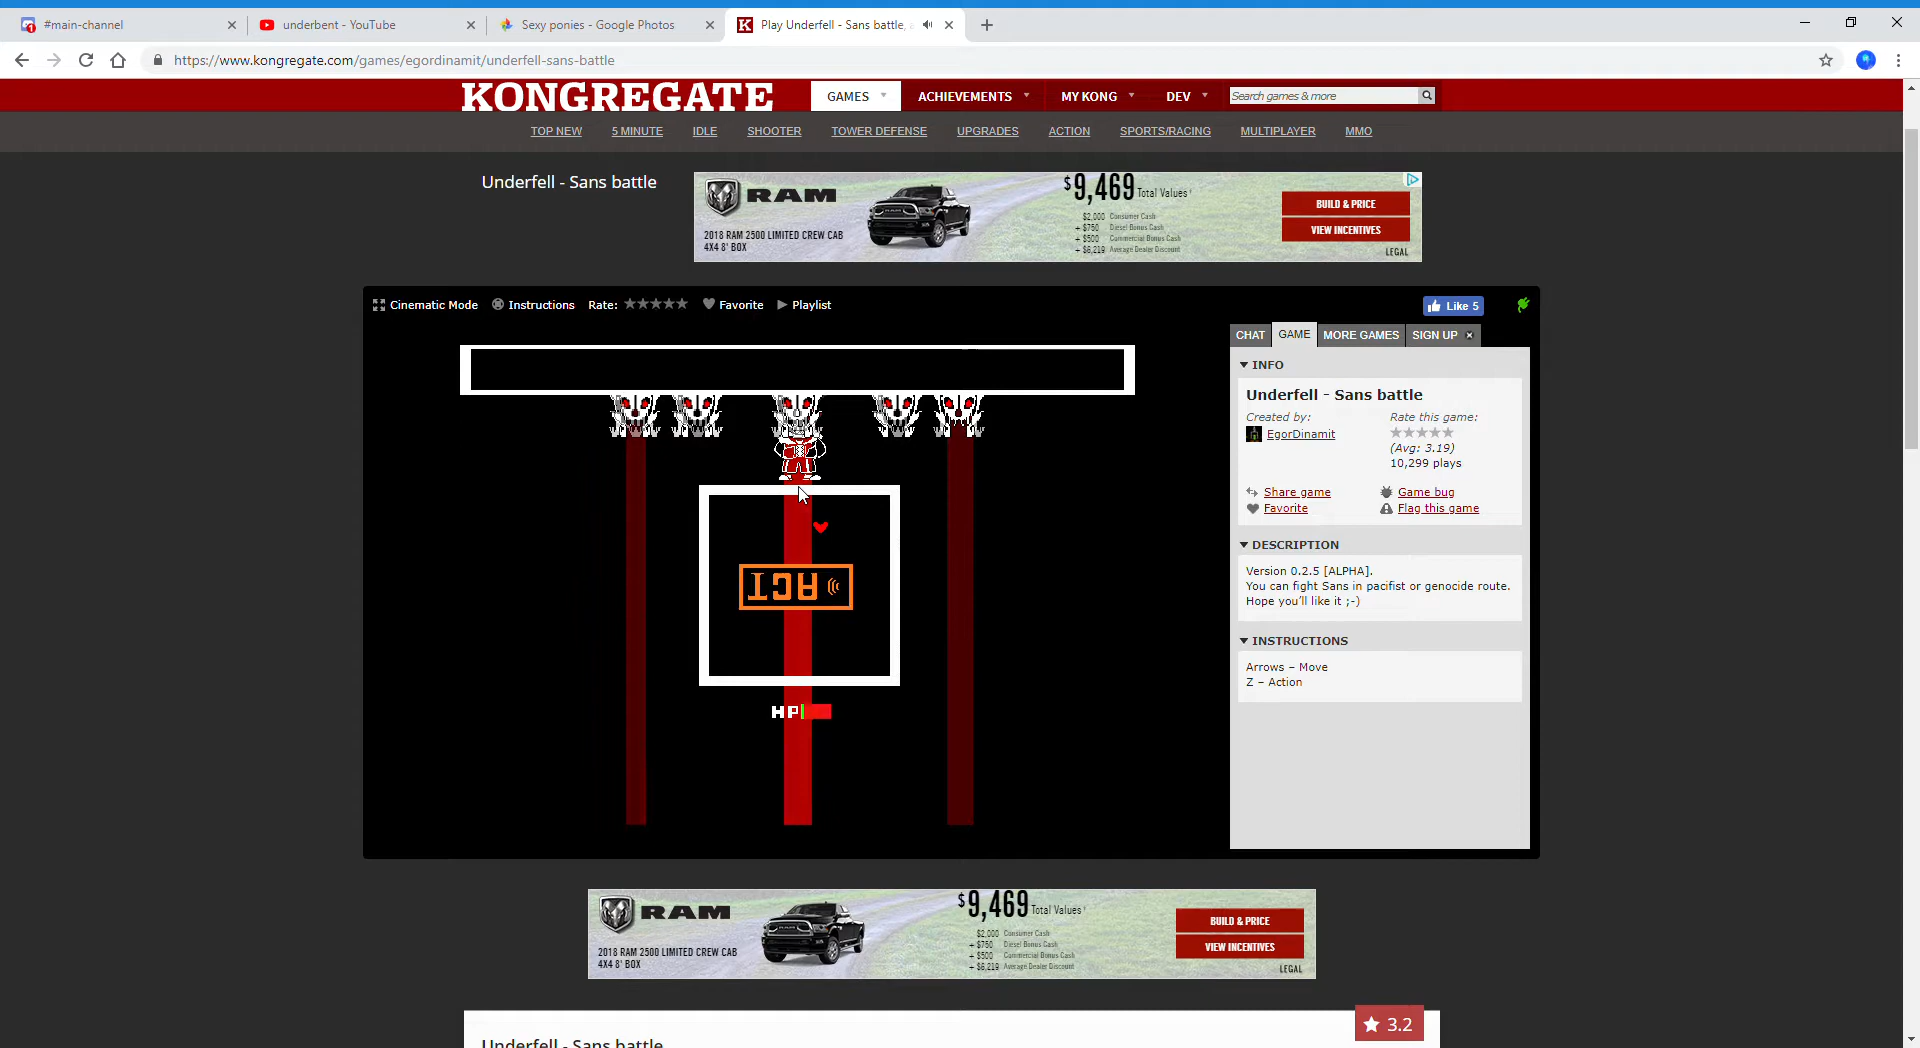 #main-channel
underbent - YouTube
Sexy ponies - Google Photos
Play Underfell - Sans battle, a
https://www.kongregate.com/games/egordinamit/underfell-sans-battle
KONGREGATE
GAMES
ACHIEVEMENTS
MY KONG
DEV
Search games & more
TOP NEW
5 MINUTE
IDLE
SHOOTER
TOWER DEFENSE
UPGRADES
ACTION
SPORTS/RACING
MULTIPLAYER
MMO
Underfell - Sans battle
RAM
2018 RAM 2500 LIMITED CREW CAB
4X4 8' BOX
$9,469 Total Values¹
$2,000 Consumer Cash
+ $750 Diesel Bonus Cash
+ $500 Commercial Bonus Cash
+ $6,219 Average Dealer Discount
BUILD & PRICE
VIEW INCENTIVES
LEGAL
Cinematic Mode
Instructions
Rate:
Favorite
Playlist
Like 5
CHAT
GAME
MORE GAMES
SIGN UP
INFO
Underfell - Sans battle
Created by:
EgorDinamit
Rate this game:
(Avg: 3.19)
10,299 plays
Share game
Favorite
Game bug
Flag this game
DESCRIPTION
Version 0.2.5 [ALPHA].
You can fight Sans in pacifist or genocide route.
Hope you'll like it ;-)
INSTRUCTIONS
Arrows – Move
Z – Action
ACT
HP
RAM
2018 RAM 2500 LIMITED CREW CAB
4X4 8' BOX
$9,469 Total Values¹
$2,000 Consumer Cash
+ $750 Diesel Bonus Cash
+ $500 Commercial Bonus Cash
+ $6,219 Average Dealer Discount
BUILD & PRICE
VIEW INCENTIVES
LEGAL
Underfell - Sans battle
3.2